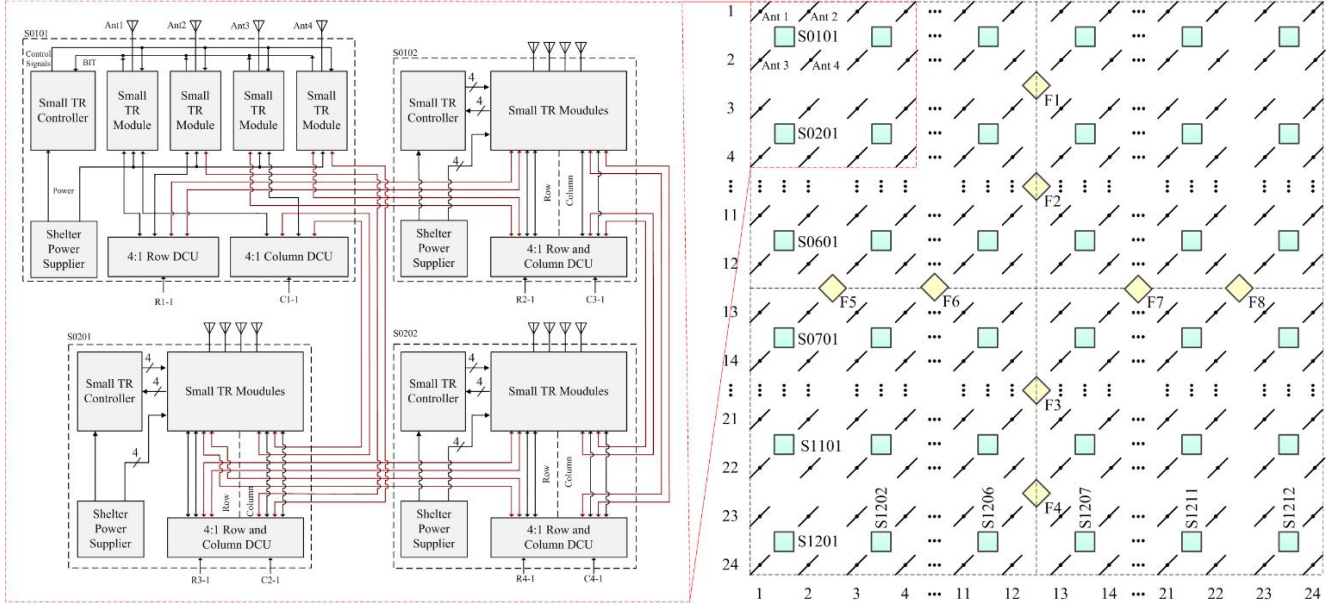 Ant1 Ant2 Ant3 Ant4
S0101
Control
Signals
BIT
Small TR
Controller
Small
TR
Module
Small
TR
Module
Small
TR
Module
Small
TR
Module
Power
Shelter
Power
Supplier
4:1 Row DCU
4:1 Column DCU
R1-1
C1-1
S0102
4
4
4
Small TR
Controller
Small TR Moudules
Row
Column
Shelter
Power
Supplier
4:1 Row and
Column DCU
R2-1
C3-1
S0201
4
4
4
Small TR
Controller
Small TR Moudules
Row
Column
Shelter
Power
Supplier
4:1 Row and
Column DCU
R3-1
C2-1
S0202
4
4
4
Small TR
Controller
Small TR Moudules
Row
Column
Shelter
Power
Supplier
4:1 Row and
Column DCU
R4-1
C4-1
1
Ant 1 Ant 2
S0101
2
Ant 3 Ant 4
F1
3
S0201
4
F2
11
S0601
12
F5 F6 F7 F8
13
S0701
14
F3
21
S1101
22
F4
23
S1202 S1206 S1207 S1211 S1212
S1201
24
1 2 3 4 ••• 11 12 13 14 ••• 21 22 23 24